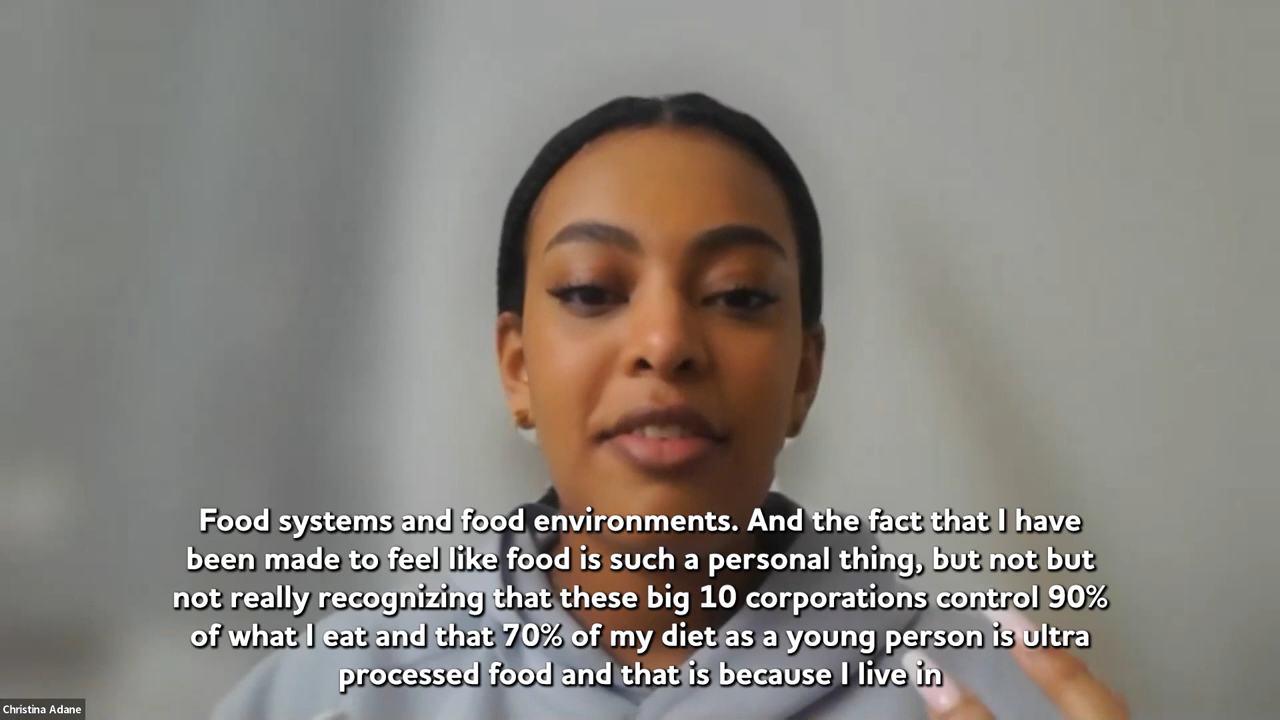 Food systems and food environments. And the fact that I have
been made to feel like food is such a personal thing, but not but
not really recognizing that these big 10 corporations control 90%
of what I eat and that 70% of my diet as a young person is ultra
processed food and that is because I live in
Christina Adane